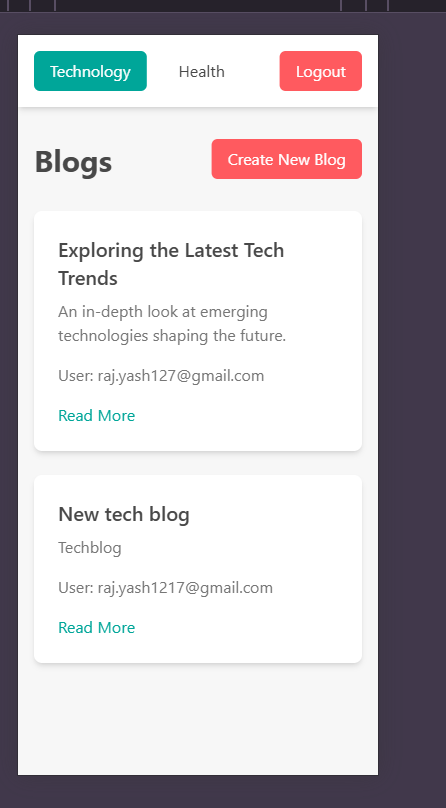 Technology Health Logout
Blogs Create New Blog
Exploring the Latest Tech
Trends
An in-depth look at emerging
technologies shaping the future.
User: raj.yash127@gmail.com
Read More
New tech blog
Techblog
User: raj.yash1217@gmail.com
Read More